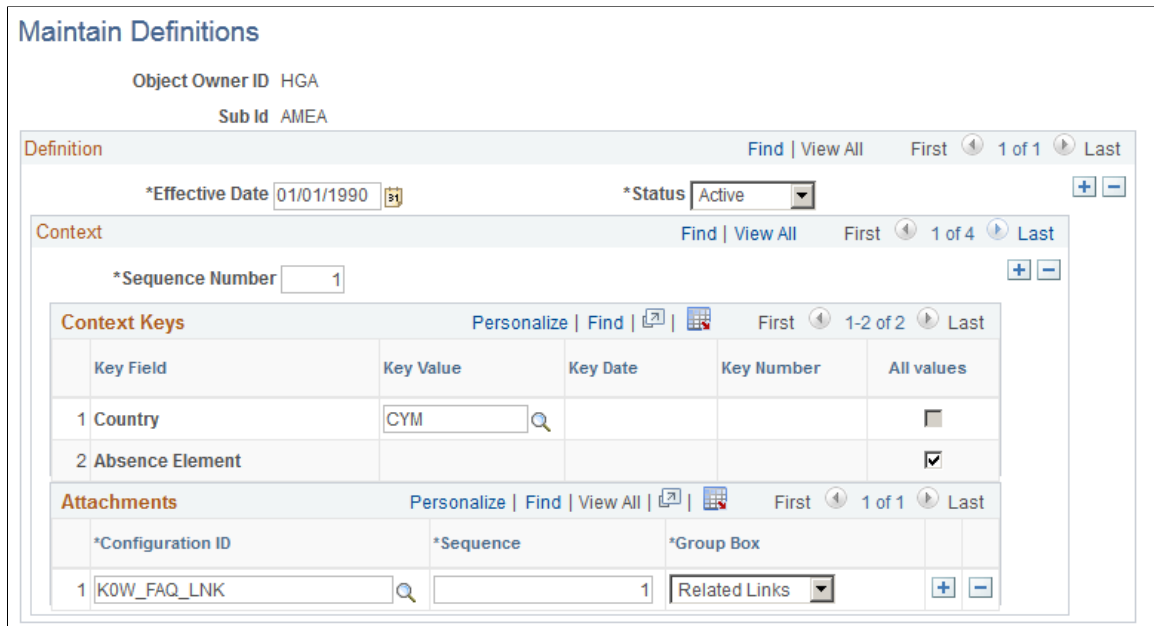 Maintain Definitions
Object Owner ID HGA
Sub Id AMEA
Definition Find | View All First 1 of 1 Last
*Effective Date 01/01/1990 31 *Status Active + -
Context Find | View All First 1 of 4 Last
*Sequence Number 1 + -
Context Keys Personalize | Find | | First 1-2 of 2 Last
Key Field Key Value Key Date Key Number All values
1 Country CYM
2 Absence Element
Attachments Personalize | Find | View All | | First 1 of 1 Last
*Configuration ID *Sequence *Group Box
1 K0W_FAQ_LNK 1 Related Links + -